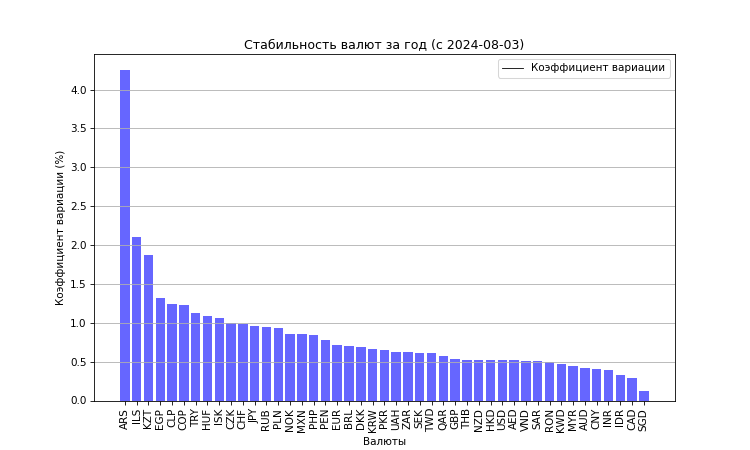 Стабильность валют за год (с 2024-08-03)
Коэффициент вариации
Коэффициент вариации (%)
4.0
3.5
3.0
2.5
2.0
1.5
1.0
0.5
0.0
ARS
ILS
KZT
EGP
CLP
COP
TRY
HUF
ISK
CZK
CHF
JPY
RUB
PLN
NOK
MXN
PHP
PEN
EUR
BRL
DKK
KRW
PKR
UAH
ZAR
SEK
TWD
QAR
GBP
THB
NZD
HKD
USD
AED
VND
SAR
RON
KWD
MYR
AUD
CNY
INR
IDR
CAD
SGD
Валюты